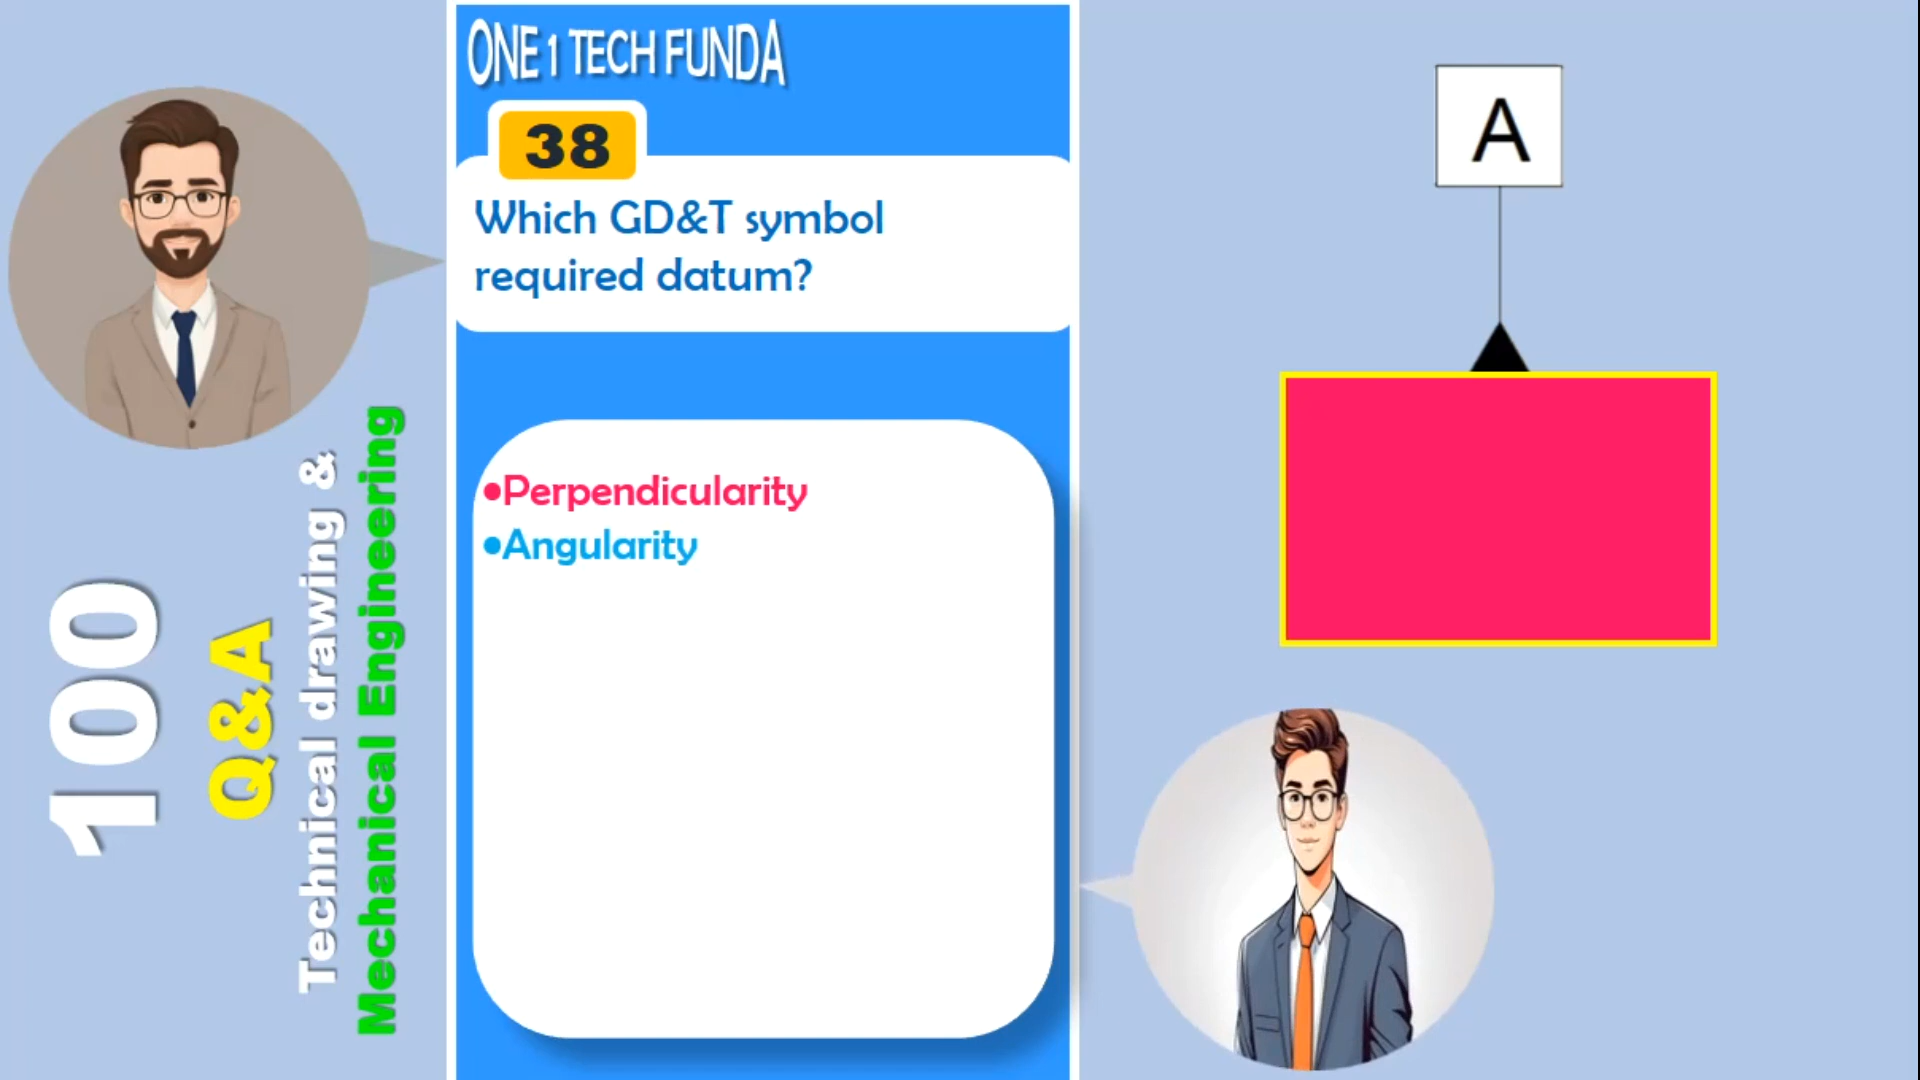 ONE 1 TECH FUNDA
38
Which GD&T symbol
required datum?
•Perpendicularity
•Angularity
A
100
Q&A
Technical drawing &
Mechanical Engineering